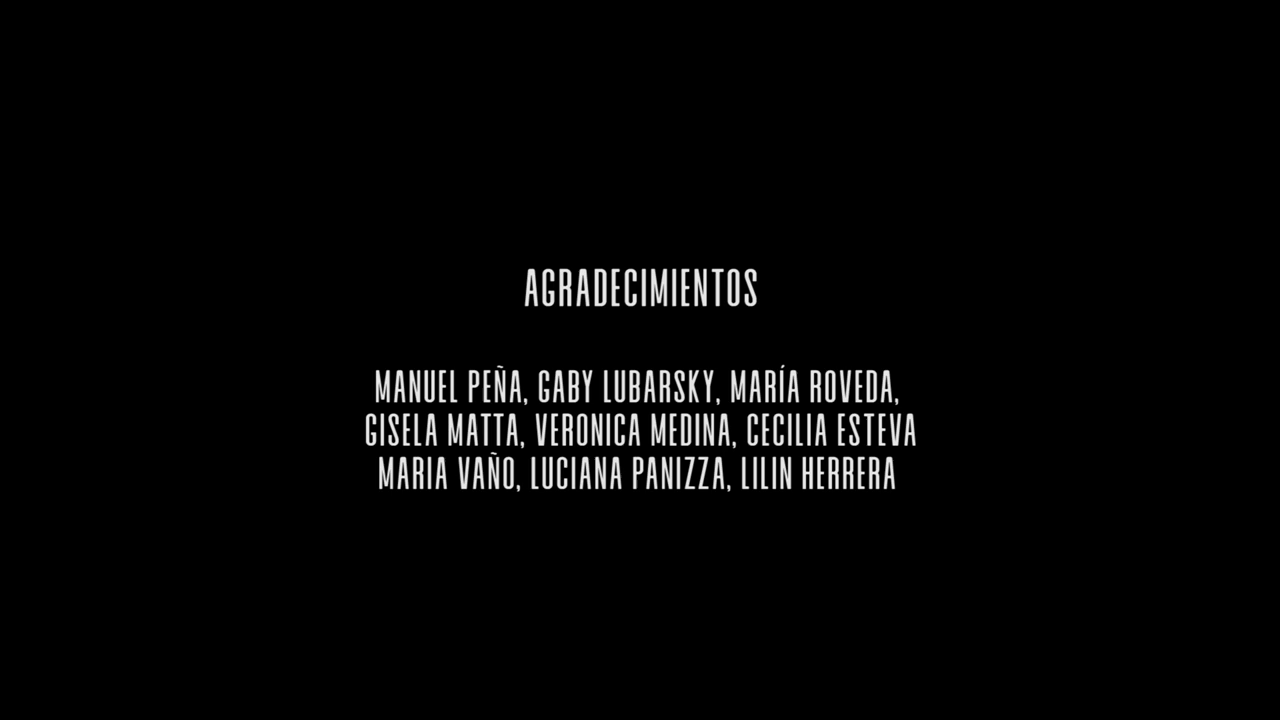 AGRADECIMIENTOS
MANUEL PEÑA, GABY LUBARSKY, MARÍA ROVEDA,
GISELA MATTA, VERONICA MEDINA, CECILIA ESTEVA
MARIA VAÑO, LUCIANA PANIZZA, LILIN HERRERA